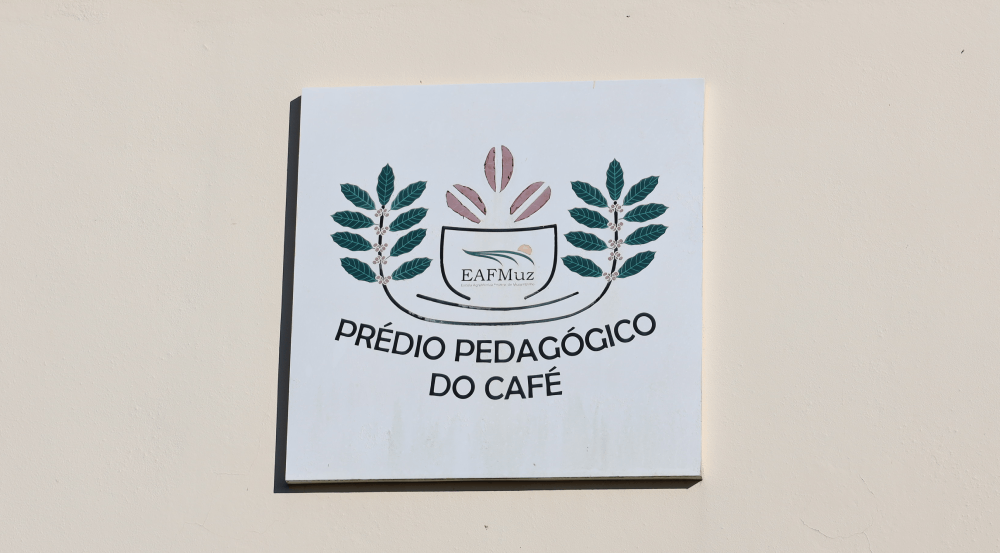 EAFMuz
PRÉDIO PEDAGÓGICO
DO CAFÉ